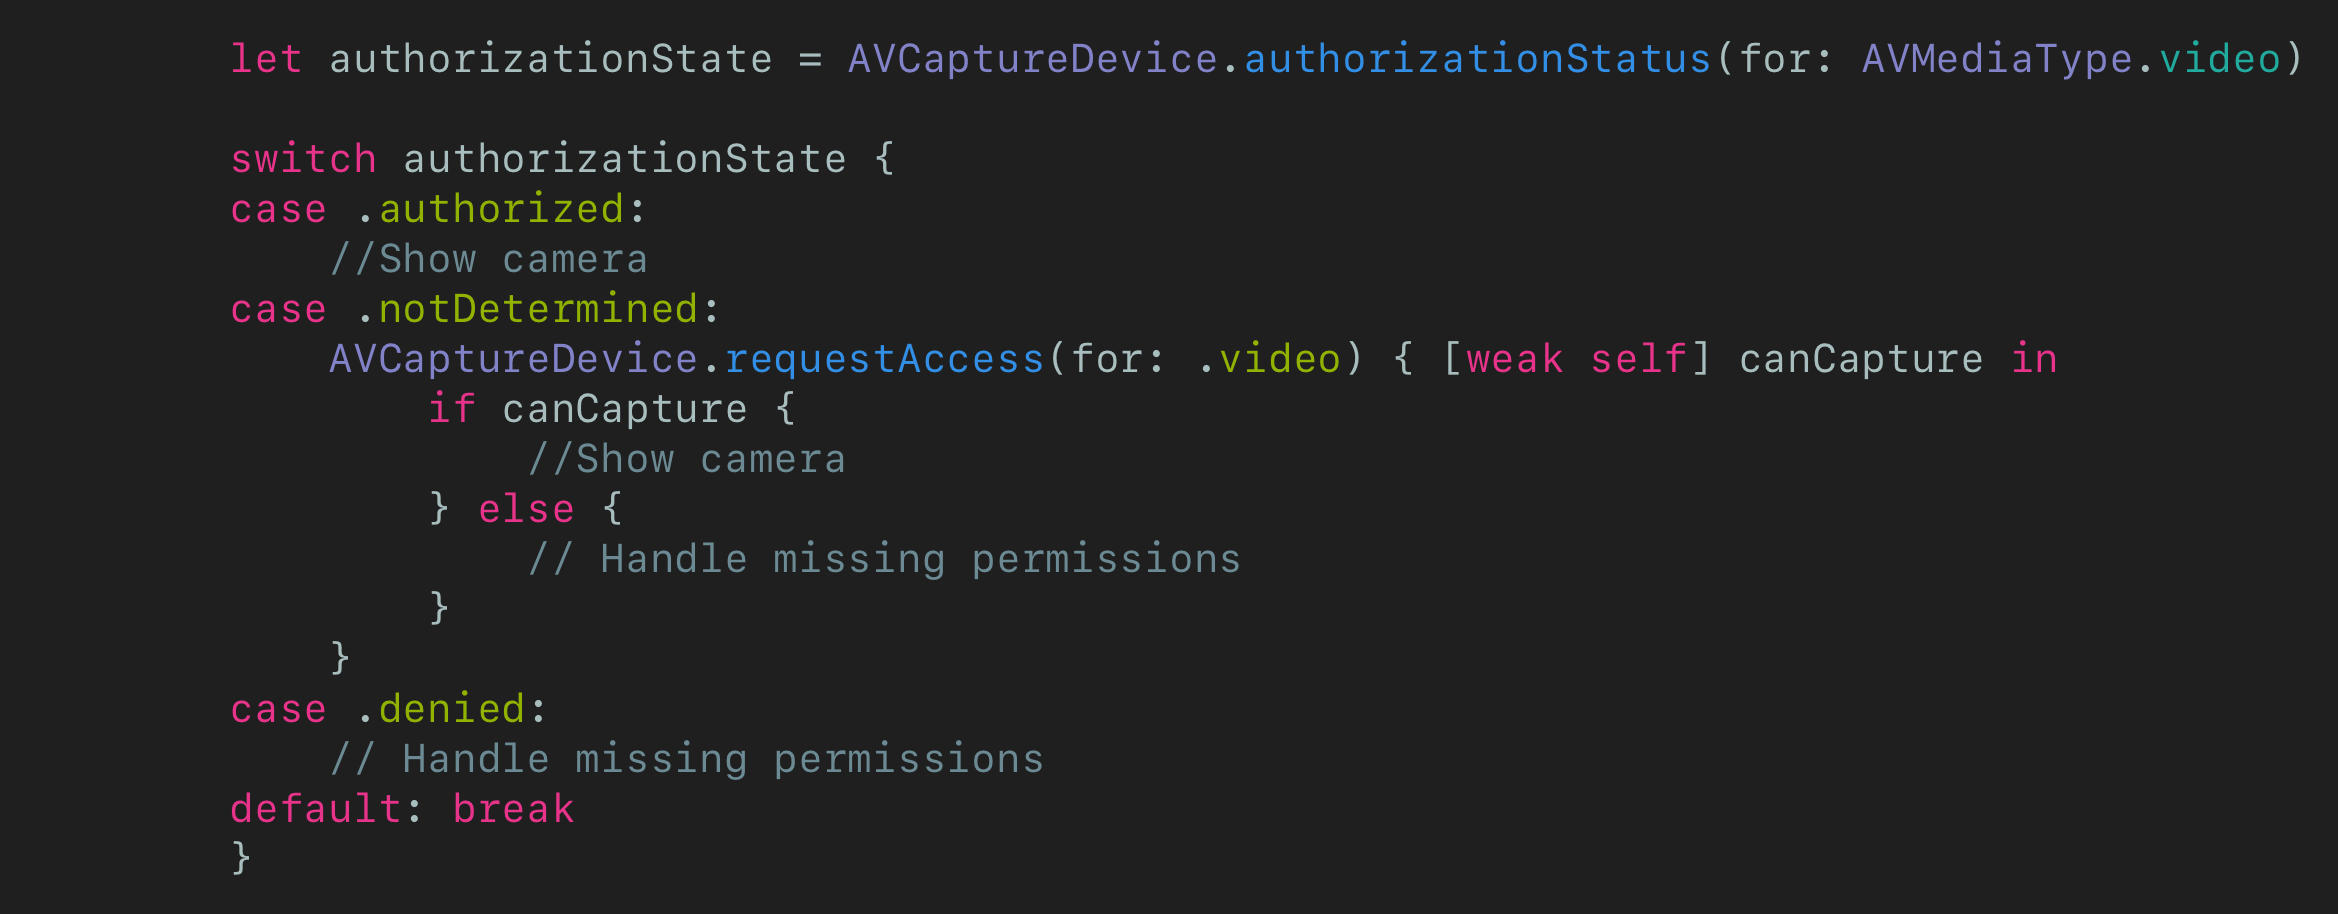 let authorizationState = AVCaptureDevice.authorizationStatus(for: AVMediaType.video)
switch authorizationState {
case .authorized:
//Show camera
case .notDetermined:
AVCaptureDevice.requestAccess(for: .video) { [weak self] canCapture in
if canCapture {
//Show camera
} else {
// Handle missing permissions
}
}
case .denied:
// Handle missing permissions
default: break
}